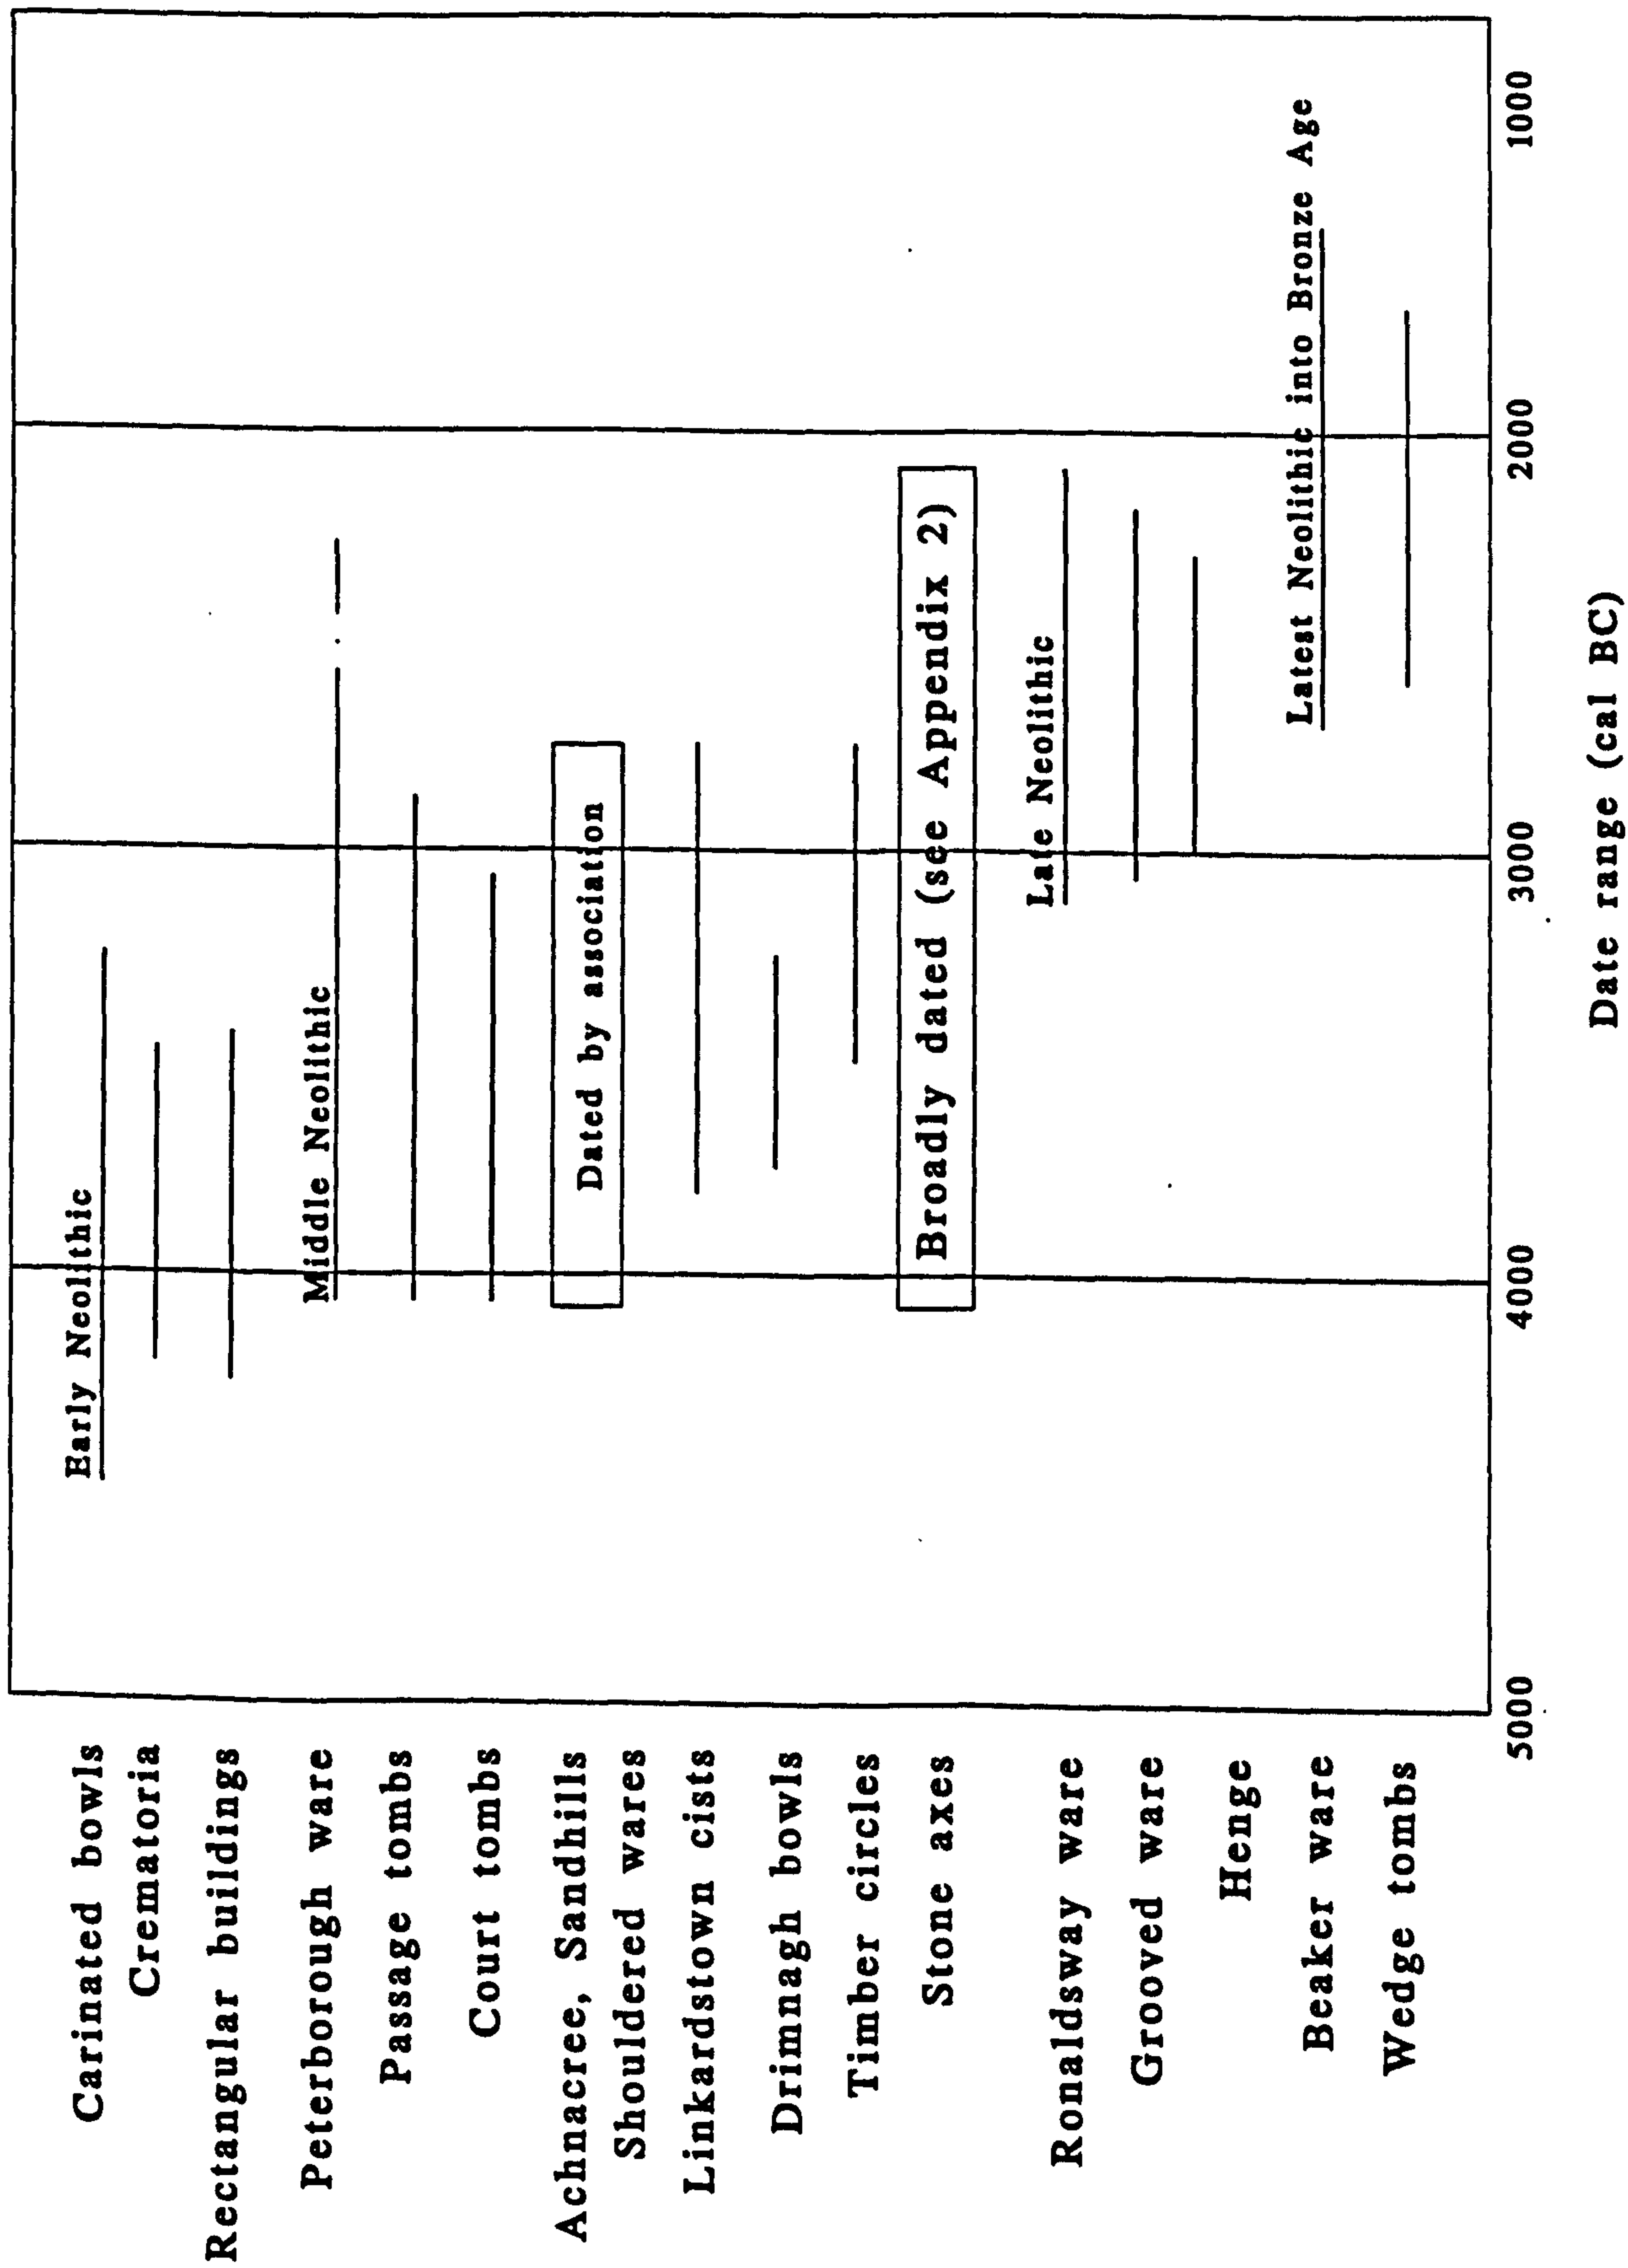 Carinated bowls
Early Neolithic
Crematoria
Rectangular buildings
Peterborough ware
Middle Neolithic
Passage tombs
Court tombs
Achnacree, Sandhills
Shouldered wares
Dated by association
Linkardstown cists
Drimnagh bowls
Timber circles
Stone axes
Broadly dated (see Appendix 2)
Ronaldsway ware
Late Neolithic
Grooved ware
Henge
Beaker ware
Latest Neolithic into Bronze Age
Wedge tombs
5000 4000 3000 2000 1000
Date range (cal BC)